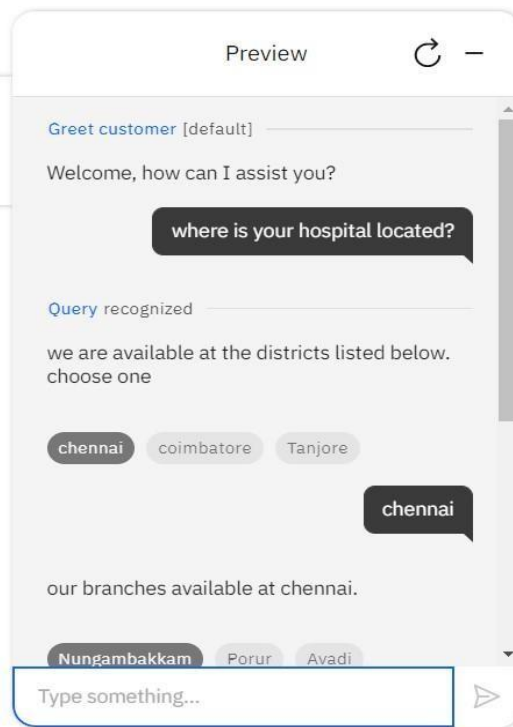 Preview
Greet customer [default]
Welcome, how can I assist you?
where is your hospital located?
Query recognized
we are available at the districts listed below.
choose one
chennai coimbatore Tanjore
chennai
our branches available at chennai.
Nungambakkam Porur Avadi
Type something...